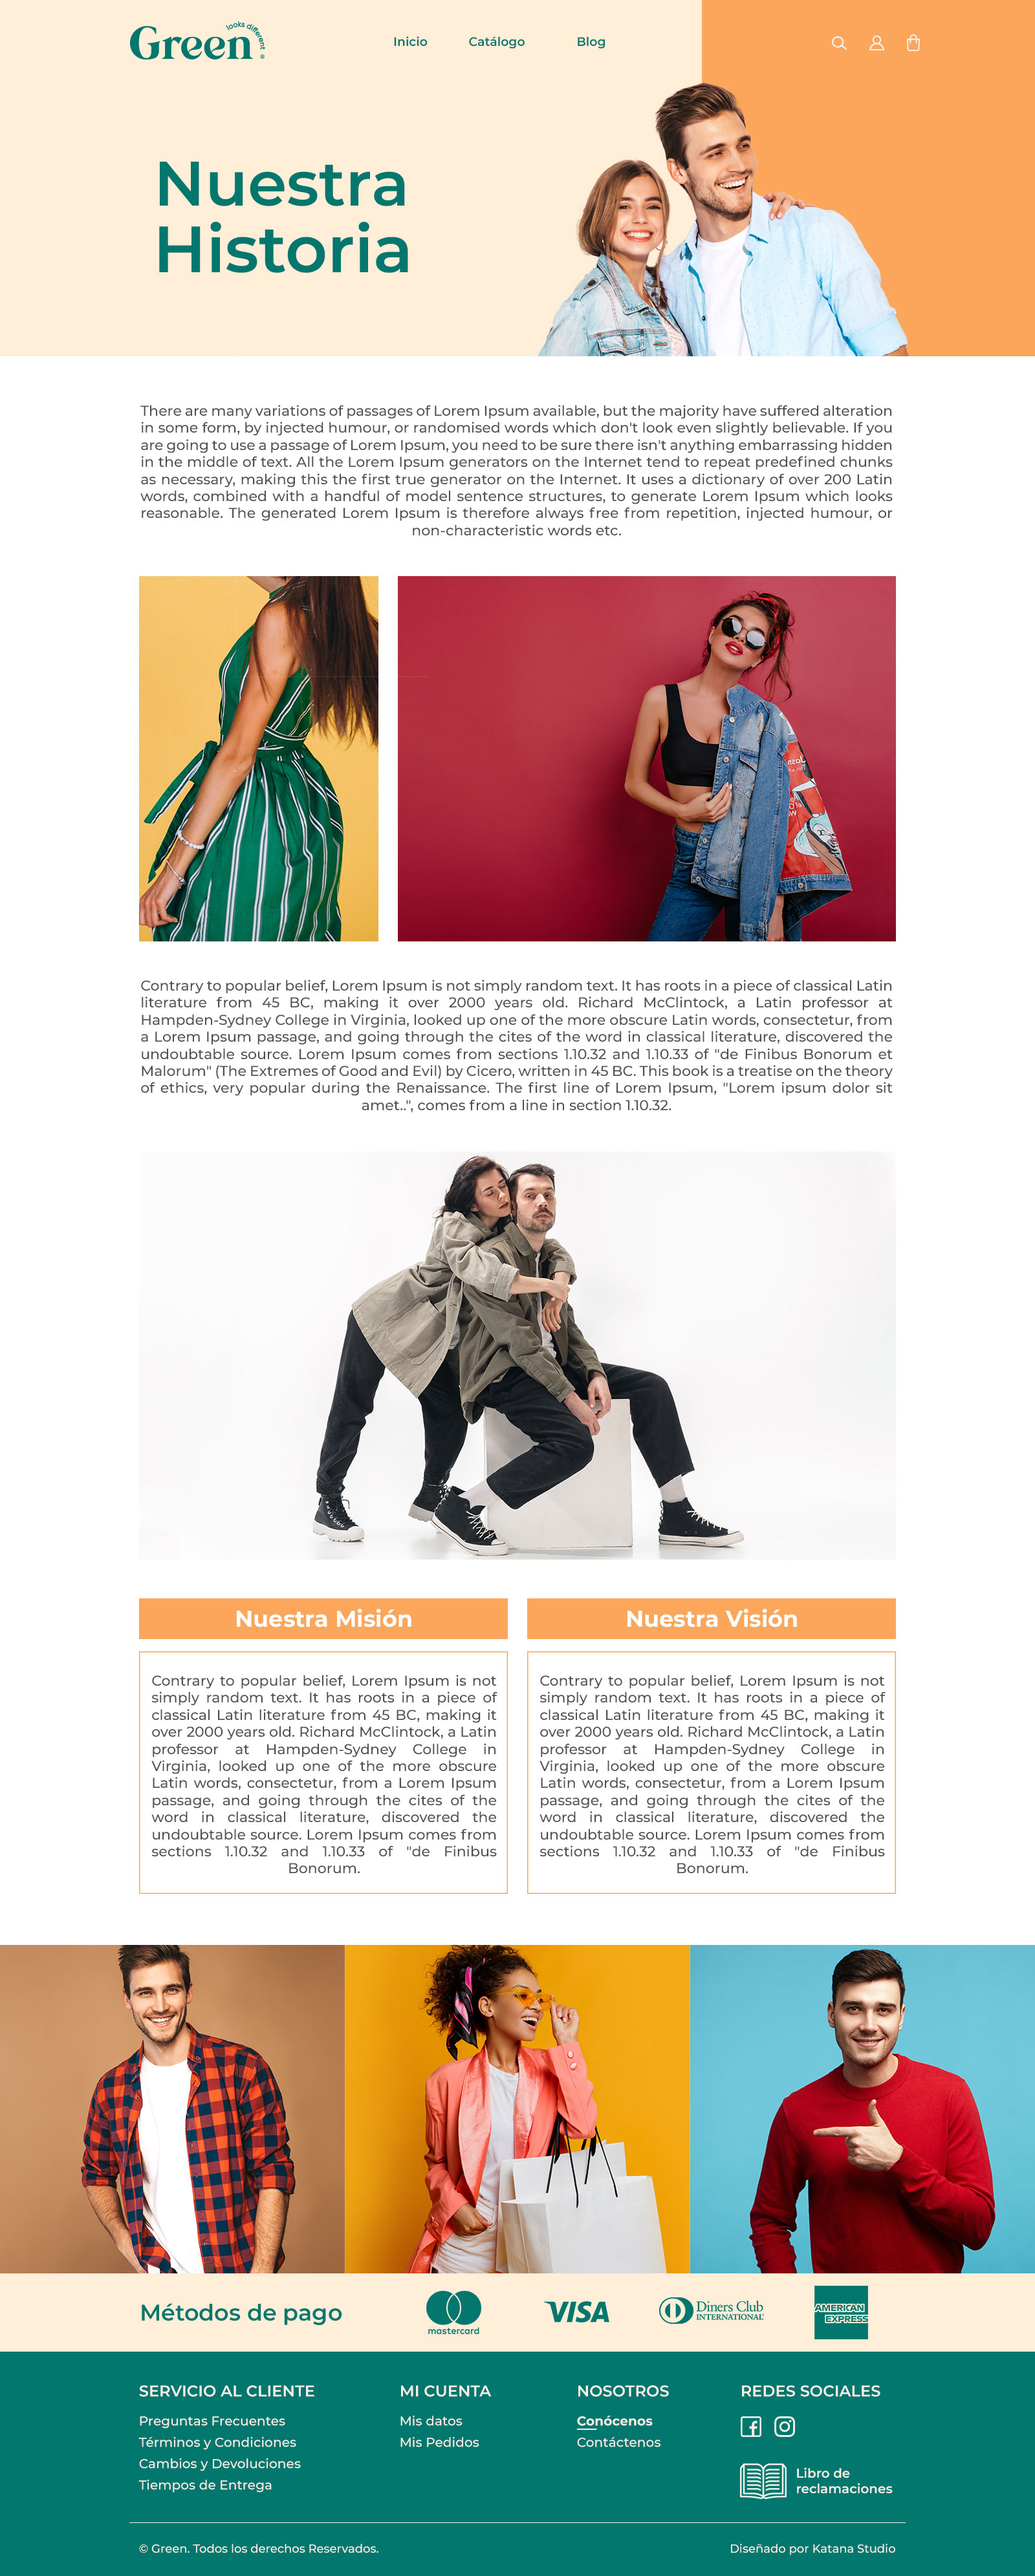 Green
looks different
®
Inicio
Catálogo
Blog
Nuestra
Historia
There are many variations of passages of Lorem Ipsum available, but the majority have suffered alteration
in some form, by injected humour, or randomised words which don't look even slightly believable. If you
are going to use a passage of Lorem Ipsum, you need to be sure there isn't anything embarrassing hidden
in the middle of text. All the Lorem Ipsum generators on the Internet tend to repeat predefined chunks
as necessary, making this the first true generator on the Internet. It uses a dictionary of over 200 Latin
words, combined with a handful of model sentence structures, to generate Lorem Ipsum which looks
reasonable. The generated Lorem Ipsum is therefore always free from repetition, injected humour, or
non-characteristic words etc.
Contrary to popular belief, Lorem Ipsum is not simply random text. It has roots in a piece of classical Latin
literature from 45 BC, making it over 2000 years old. Richard McClintock, a Latin professor at
Hampden-Sydney College in Virginia, looked up one of the more obscure Latin words, consectetur, from
a Lorem Ipsum passage, and going through the cites of the word in classical literature, discovered the
undoubtable source. Lorem Ipsum comes from sections 1.10.32 and 1.10.33 of "de Finibus Bonorum et
Malorum" (The Extremes of Good and Evil) by Cicero, written in 45 BC. This book is a treatise on the theory
of ethics, very popular during the Renaissance. The first line of Lorem Ipsum, "Lorem ipsum dolor sit
amet..", comes from a line in section 1.10.32.
Nuestra Misión
Contrary to popular belief, Lorem Ipsum is not
simply random text. It has roots in a piece of
classical Latin literature from 45 BC, making it
over 2000 years old. Richard McClintock, a Latin
professor at Hampden-Sydney College in
Virginia, looked up one of the more obscure
Latin words, consectetur, from a Lorem Ipsum
passage, and going through the cites of the
word in classical literature, discovered the
undoubtable source. Lorem Ipsum comes from
sections 1.10.32 and 1.10.33 of "de Finibus
Bonorum.
Nuestra Visión
Contrary to popular belief, Lorem Ipsum is not
simply random text. It has roots in a piece of
classical Latin literature from 45 BC, making it
over 2000 years old. Richard McClintock, a Latin
professor at Hampden-Sydney College in
Virginia, looked up one of the more obscure
Latin words, consectetur, from a Lorem Ipsum
passage, and going through the cites of the
word in classical literature, discovered the
undoubtable source. Lorem Ipsum comes from
sections 1.10.32 and 1.10.33 of "de Finibus
Bonorum.
Métodos de pago
mastercard
VISA
Diners Club
INTERNATIONAL
AMERICAN
EXPRESS
SERVICIO AL CLIENTE
Preguntas Frecuentes
Términos y Condiciones
Cambios y Devoluciones
Tiempos de Entrega
MI CUENTA
Mis datos
Mis Pedidos
NOSOTROS
Conócenos
Contáctenos
REDES SOCIALES
Libro de
reclamaciones
© Green. Todos los derechos Reservados.
Diseñado por Katana Studio